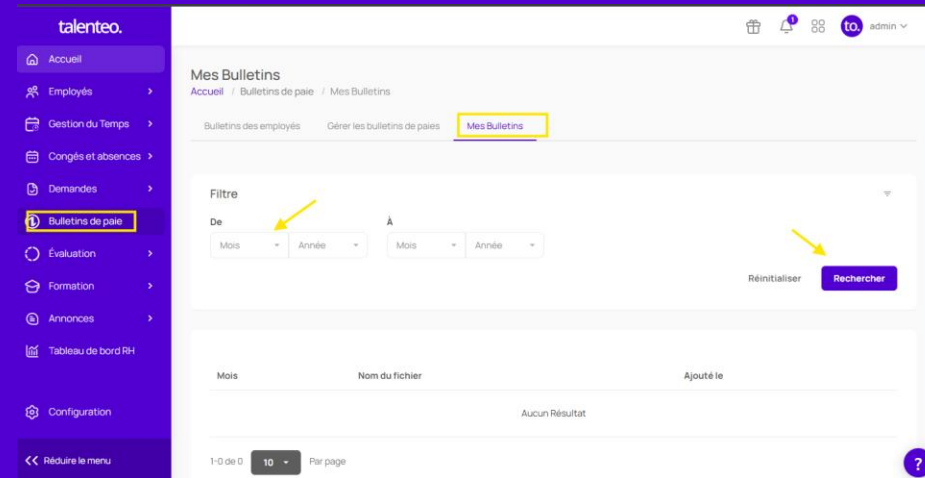 talenteo.
1
to.
admin
Accueil
Employés
Gestion du Temps
Congés et absences
Demandes
Bulletins de paie
Évaluation
Formation
Annonces
Tableau de bord RH
Configuration
Réduire le menu
Mes Bulletins
Accueil / Bulletins de paie / Mes Bulletins
Bulletins des employés Gérer les bulletins de paies Mes Bulletins
Filtre
De À
Mois Année Mois Année
Réinitialiser Rechercher
Mois Nom du fichier Ajouté le
Aucun Résultat
1-0 de 0 10 Par page
?